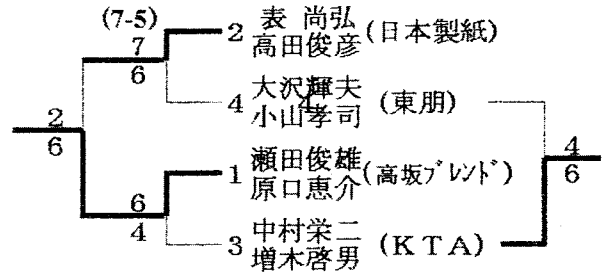 (7-5)
7
6
2 表 尚弘 高田俊彦 (日本製紙)
4 大沢輝夫 小山孝司 (東朋)
2
6
4
6
1 瀬田俊雄 原口恵介 (高坂ブレンド)
6
4
3 中村栄二 増木啓男 (KTA)